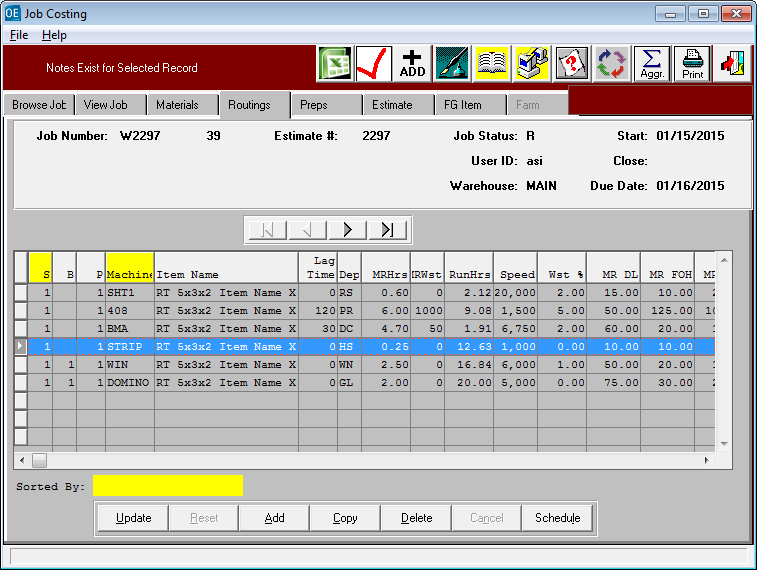 OE Job Costing
File Help
Notes Exist for Selected Record
ADD
Aggr.
Print
Browse Job View Job Materials Routings Preps Estimate FG Item Farm
Job Number: W2297 39 Estimate #: 2297 Job Status: R Start: 01/15/2015
User ID: asi Close:
Warehouse: MAIN Due Date: 01/16/2015
Lag
S B P Machine Item Name Time Dep MRHrs RWst RunHrs Speed Wst % MR DL MR FOH MR
1 1 SHT1 RT 5x3x2 Item Name X 0 RS 0.60 0 2.12 20,000 2.00 15.00 10.00 2
1 1 408 RT 5x3x2 Item Name X 120 PR 6.00 1000 9.08 1,500 5.00 50.00 125.00 10
1 1 BMA RT 5x3x2 Item Name X 30 DC 4.70 50 1.91 6,750 2.00 60.00 20.00 1
1 1 STRIP RT 5x3x2 Item Name X 0 HS 0.25 0 12.63 1,000 0.00 10.00 10.00
1 1 1 WIN RT 5x3x2 Item Name X 0 WN 2.50 0 16.84 6,000 1.00 50.00 20.00 1
1 1 1 DOMINO RT 5x3x2 Item Name X 0 GL 2.00 0 20.00 5,000 0.00 75.00 30.00 2
Sorted By:
Update Reset Add Copy Delete Cancel Schedule